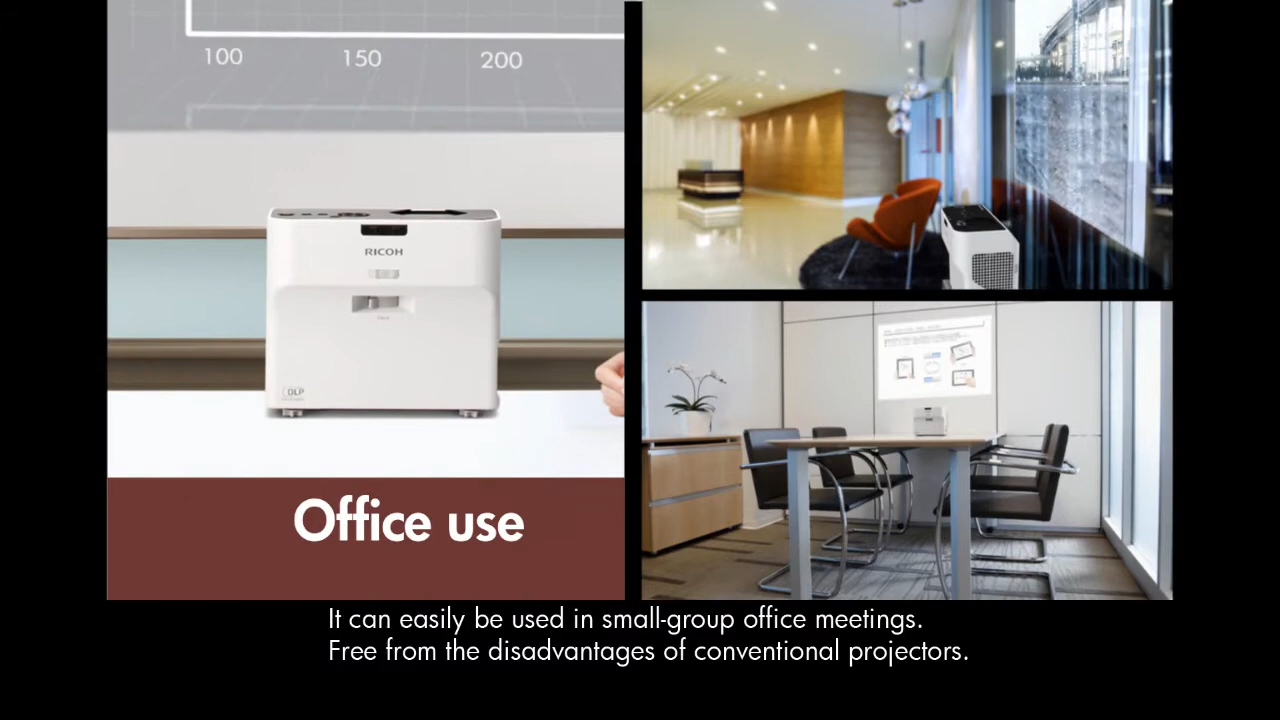 100 150 200
RICOH
DLP
Office use
It can easily be used in small-group office meetings.
Free from the disadvantages of conventional projectors.